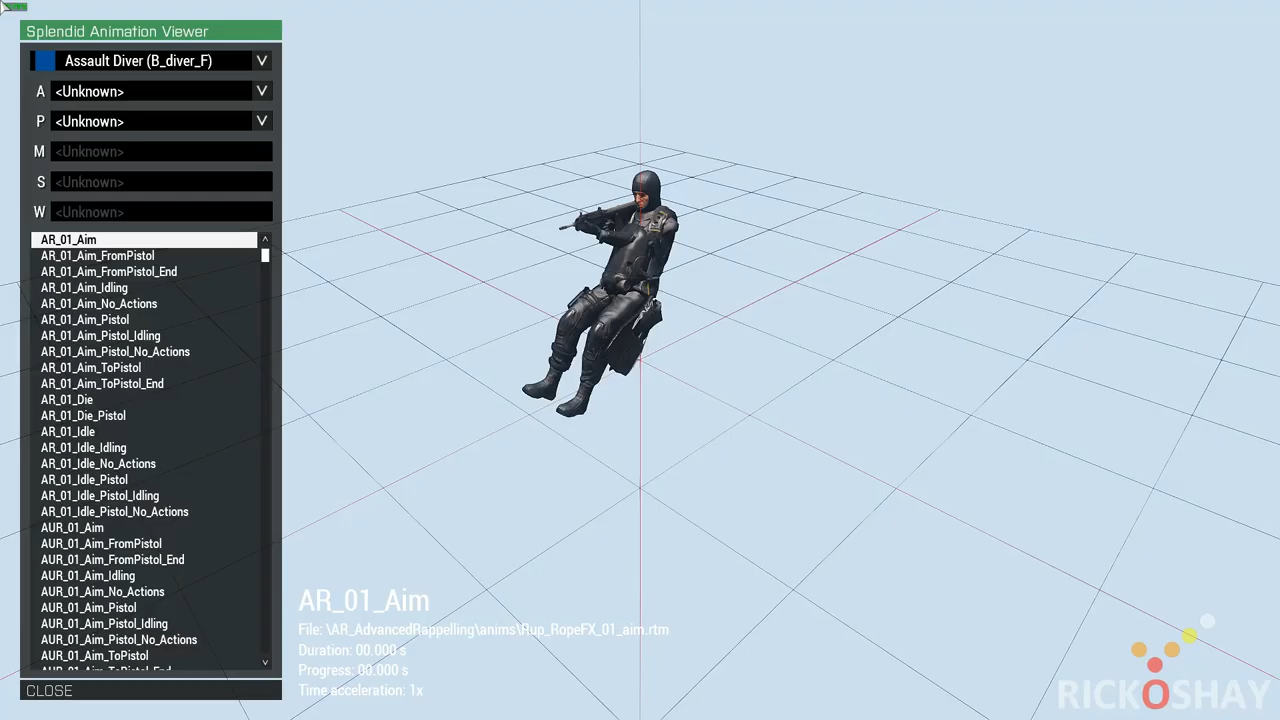 Splendid Animation Viewer
Assault Diver (B_diver_F)
A <Unknown>
P <Unknown>
M <Unknown>
S <Unknown>
W <Unknown>
AR_01_Aim
AR_01_Aim_FromPistol
AR_01_Aim_FromPistol_End
AR_01_Aim_Idling
AR_01_Aim_No_Actions
AR_01_Aim_Pistol
AR_01_Aim_Pistol_Idling
AR_01_Aim_Pistol_No_Actions
AR_01_Aim_ToPistol
AR_01_Aim_ToPistol_End
AR_01_Die
AR_01_Die_Pistol
AR_01_Idle
AR_01_Idle_Idling
AR_01_Idle_No_Actions
AR_01_Idle_Pistol
AR_01_Idle_Pistol_Idling
AR_01_Idle_Pistol_No_Actions
AUR_01_Aim
AUR_01_Aim_FromPistol
AUR_01_Aim_FromPistol_End
AUR_01_Aim_Idling
AUR_01_Aim_No_Actions
AUR_01_Aim_Pistol
AUR_01_Aim_Pistol_Idling
AUR_01_Aim_Pistol_No_Actions
AUR_01_Aim_ToPistol
AUR_01_Aim_ToPistol_End
CLOSE
AR_01_Aim
File: \AR_AdvancedRappelling\anims\Rup_RopeFX_01_aim.rtm
Duration: 00.000 s
Progress: 00.000 s
Time acceleration: 1x
RICKOSHAY